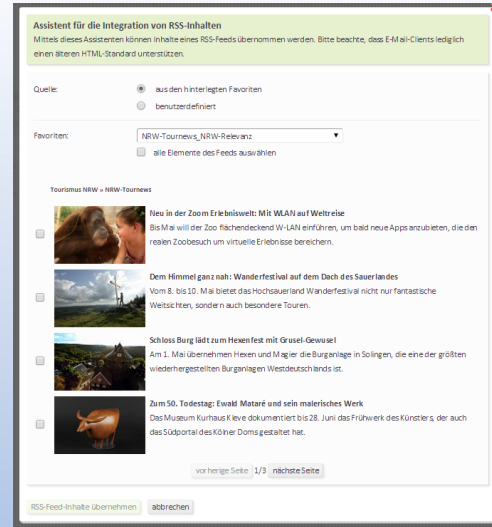 Assistent für die Integration von RSS-Inhalten
Mittels dieses Assistenten können Inhalte eines RSS-Feeds übernommen werden. Bitte beachte, dass E-Mail-Clients lediglich
einen älteren HTML-Standard unterstützen.
Quelle:
aus den hinterlegten Favoriten
benutzerdefiniert
Favoriten:
NRW-Tournews_NRW-Relevanz
alle Elemente des Feeds auswählen
Tourismus NRW » NRW-Tournews
Neu in der Zoom Erlebniswelt: Mit WLAN auf Weltreise
Bis Mai will der Zoo flächendeckend W-LAN einführen, um bald neue Apps anzubieten, die den
realen Zoobesuch um virtuelle Erlebnisse bereichern.
Dem Himmel ganz nah: Wanderfestival auf dem Dach des Sauerlandes
Vom 8. bis 10. Mai bietet das Hochsauerland Wanderfestival nicht nur fantastische
Weitsichten, sondern auch besondere Touren.
Schloss Burg lädt zum Hexenfest mit Grusel-Gewusel
Am 1. Mai übernehmen Hexen und Magier die Burganlage in Solingen, die eine der größten
wiederhergestellten Burganlagen Westdeutschlands ist.
Zum 50. Todestag: Ewald Mataré und sein malerisches Werk
Das Museum Kurhaus Kleve dokumentiert bis 28. Juni das Frühwerk des Künstlers, der auch
das Südportal des Kölner Doms gestaltet hat.
vorherige Seite 1/3 nächste Seite
RSS-Feed-Inhalte übernehmen abbrechen